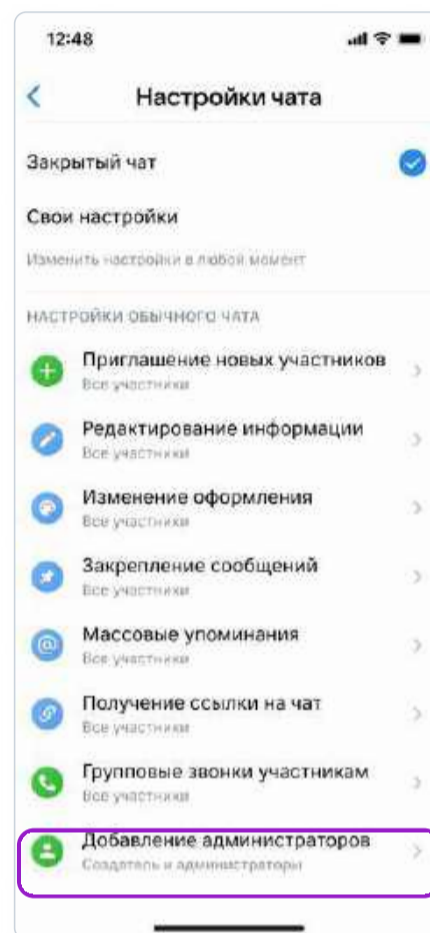 12:48
Настройки чата
Закрытый чат
Свои настройки
Изменить настройки в любой момент
НАСТРОЙКИ ОБЫЧНОГО ЧАТА
Приглашение новых участников
Все участники
Редактирование информации
Все участники
Изменение оформления
Все участники
Закрепление сообщений
Все участники
Массовые упоминания
Все участники
Получение ссылки на чат
Все участники
Групповые звонки участникам
Все участники
Добавление администраторов
Создатель и администраторы